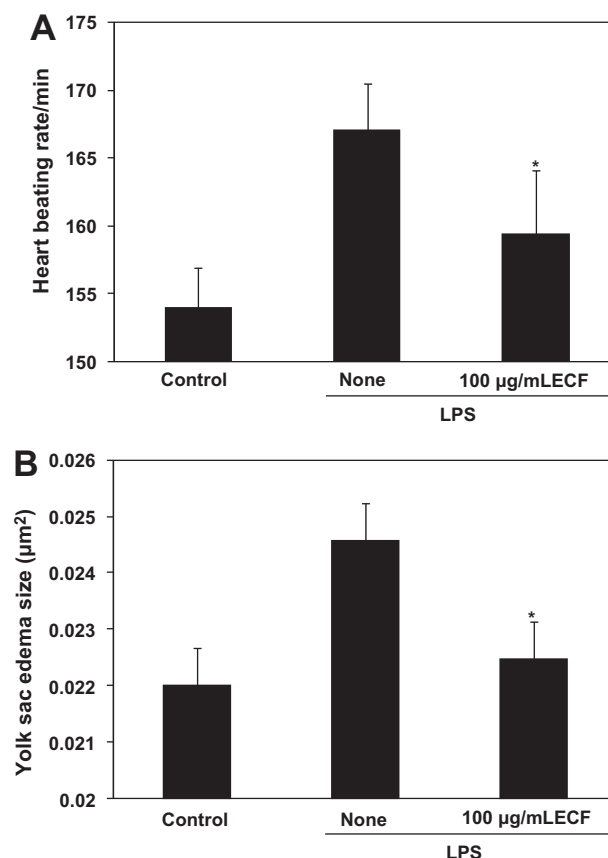 A
Heart beating rate/min
175
170
165
160
155
150
*
Control
None
100 µg/mLECF
LPS
B
Yolk sac edema size (µm²)
0.026
0.025
0.024
0.023
0.022
0.021
0.02
*
Control
None
100 µg/mLECF
LPS